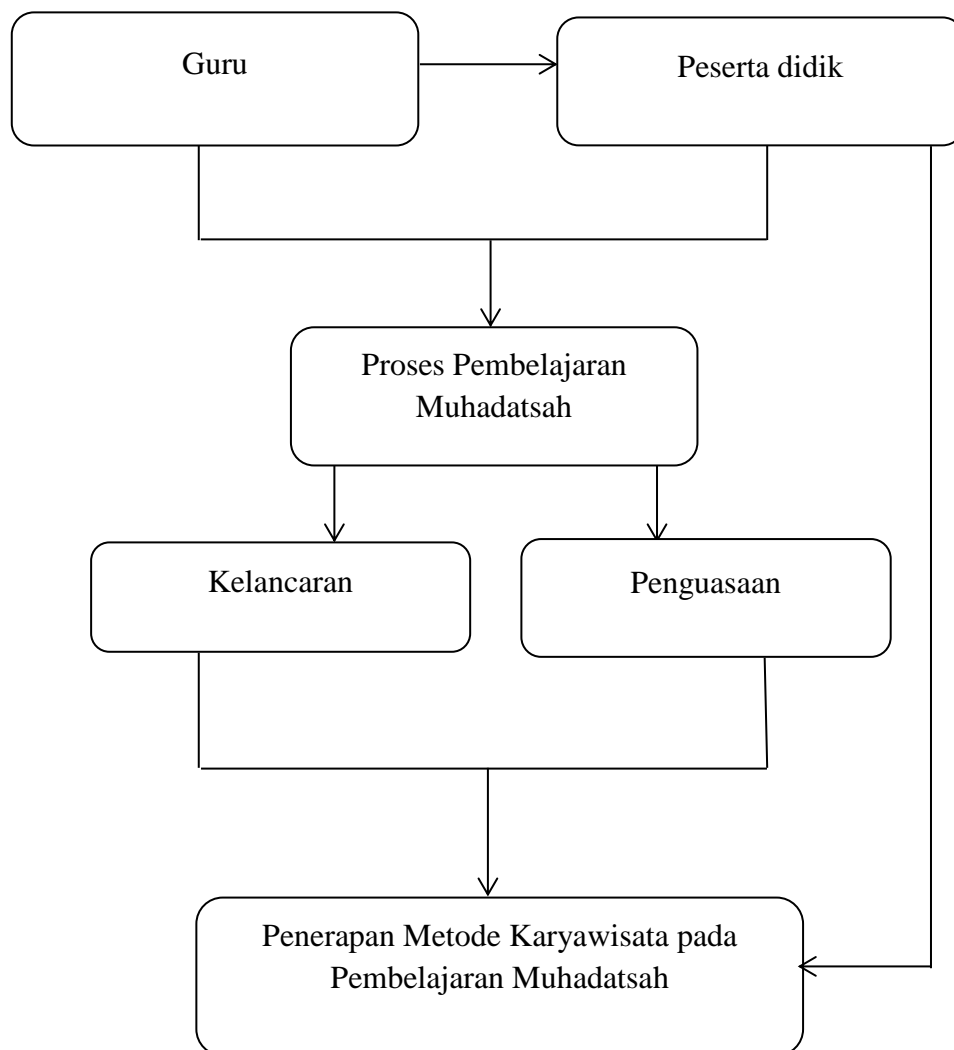 Guru
Peserta didik
Proses Pembelajaran
Muhadatsah
Kelancaran
Penguasaan
Penerapan Metode Karyawisata pada
Pembelajaran Muhadatsah